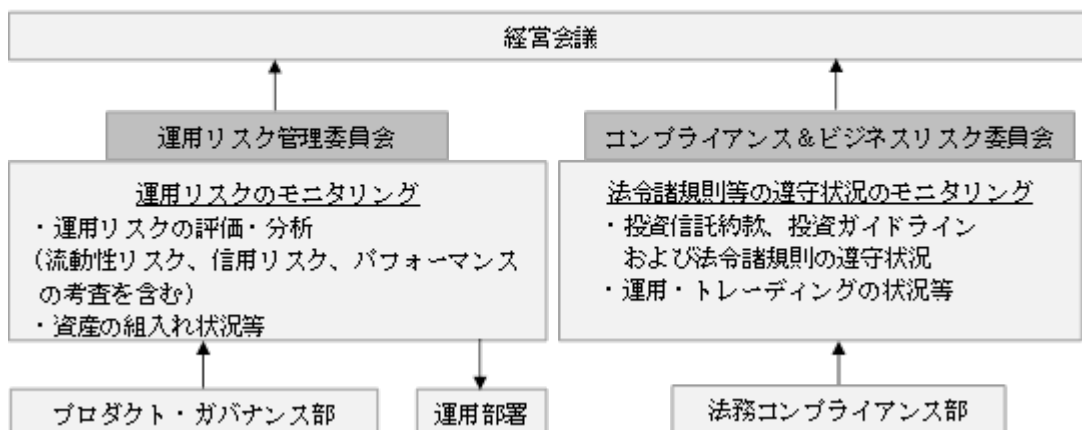 経営会議
運用リスク管理委員会
運用リスクのモニタリング
・運用リスクの評価・分析
(流動性リスク、信用リスク、パフォーマンス
の考査を含む)
・資産の組入れ状況等
プロダクト・ガバナンス部
運用部署
コンプライアンス&ビジネスリスク委員会
法令諸規則等の遵守状況のモニタリング
・投資信託約款、投資ガイドライン
および法令諸規則の遵守状況
・運用・トレーディングの状況等
法務コンプライアンス部